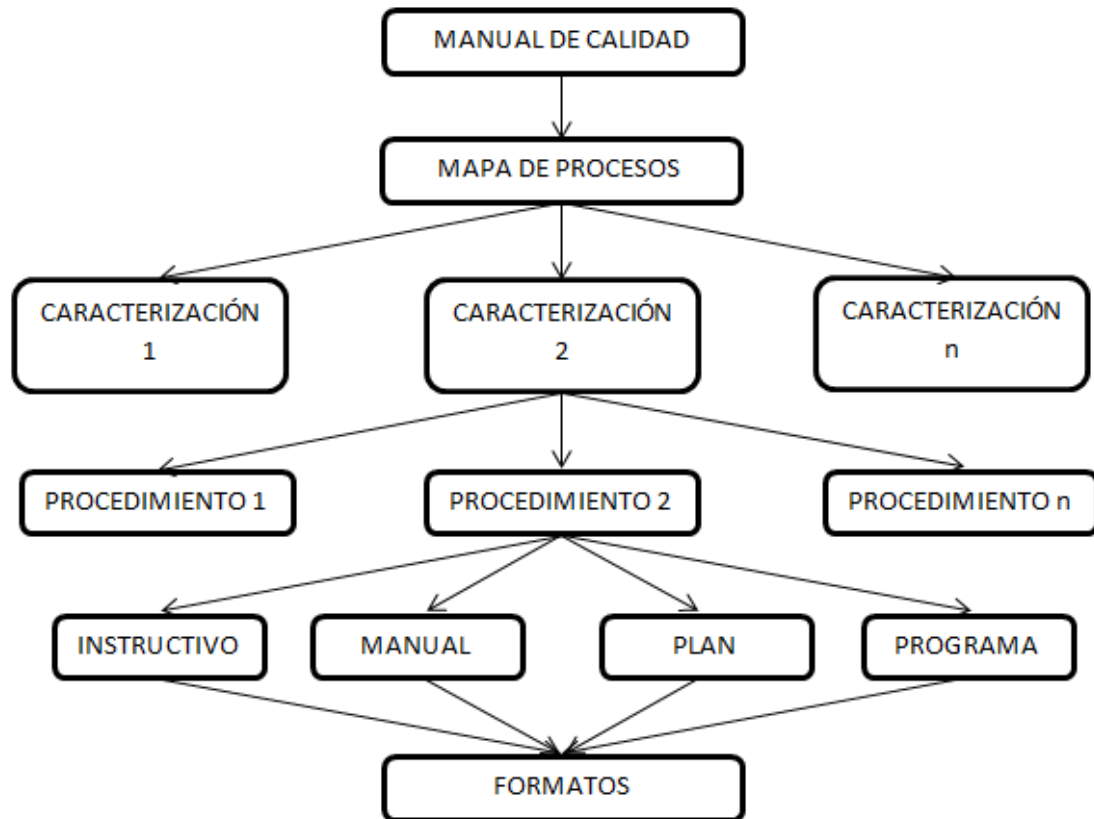 MANUAL DE CALIDAD
MAPA DE PROCESOS
CARACTERIZACIÓN
1
CARACTERIZACIÓN
2
CARACTERIZACIÓN
n
PROCEDIMIENTO 1
PROCEDIMIENTO 2
PROCEDIMIENTO n
INSTRUCTIVO
MANUAL
PLAN
PROGRAMA
FORMATOS